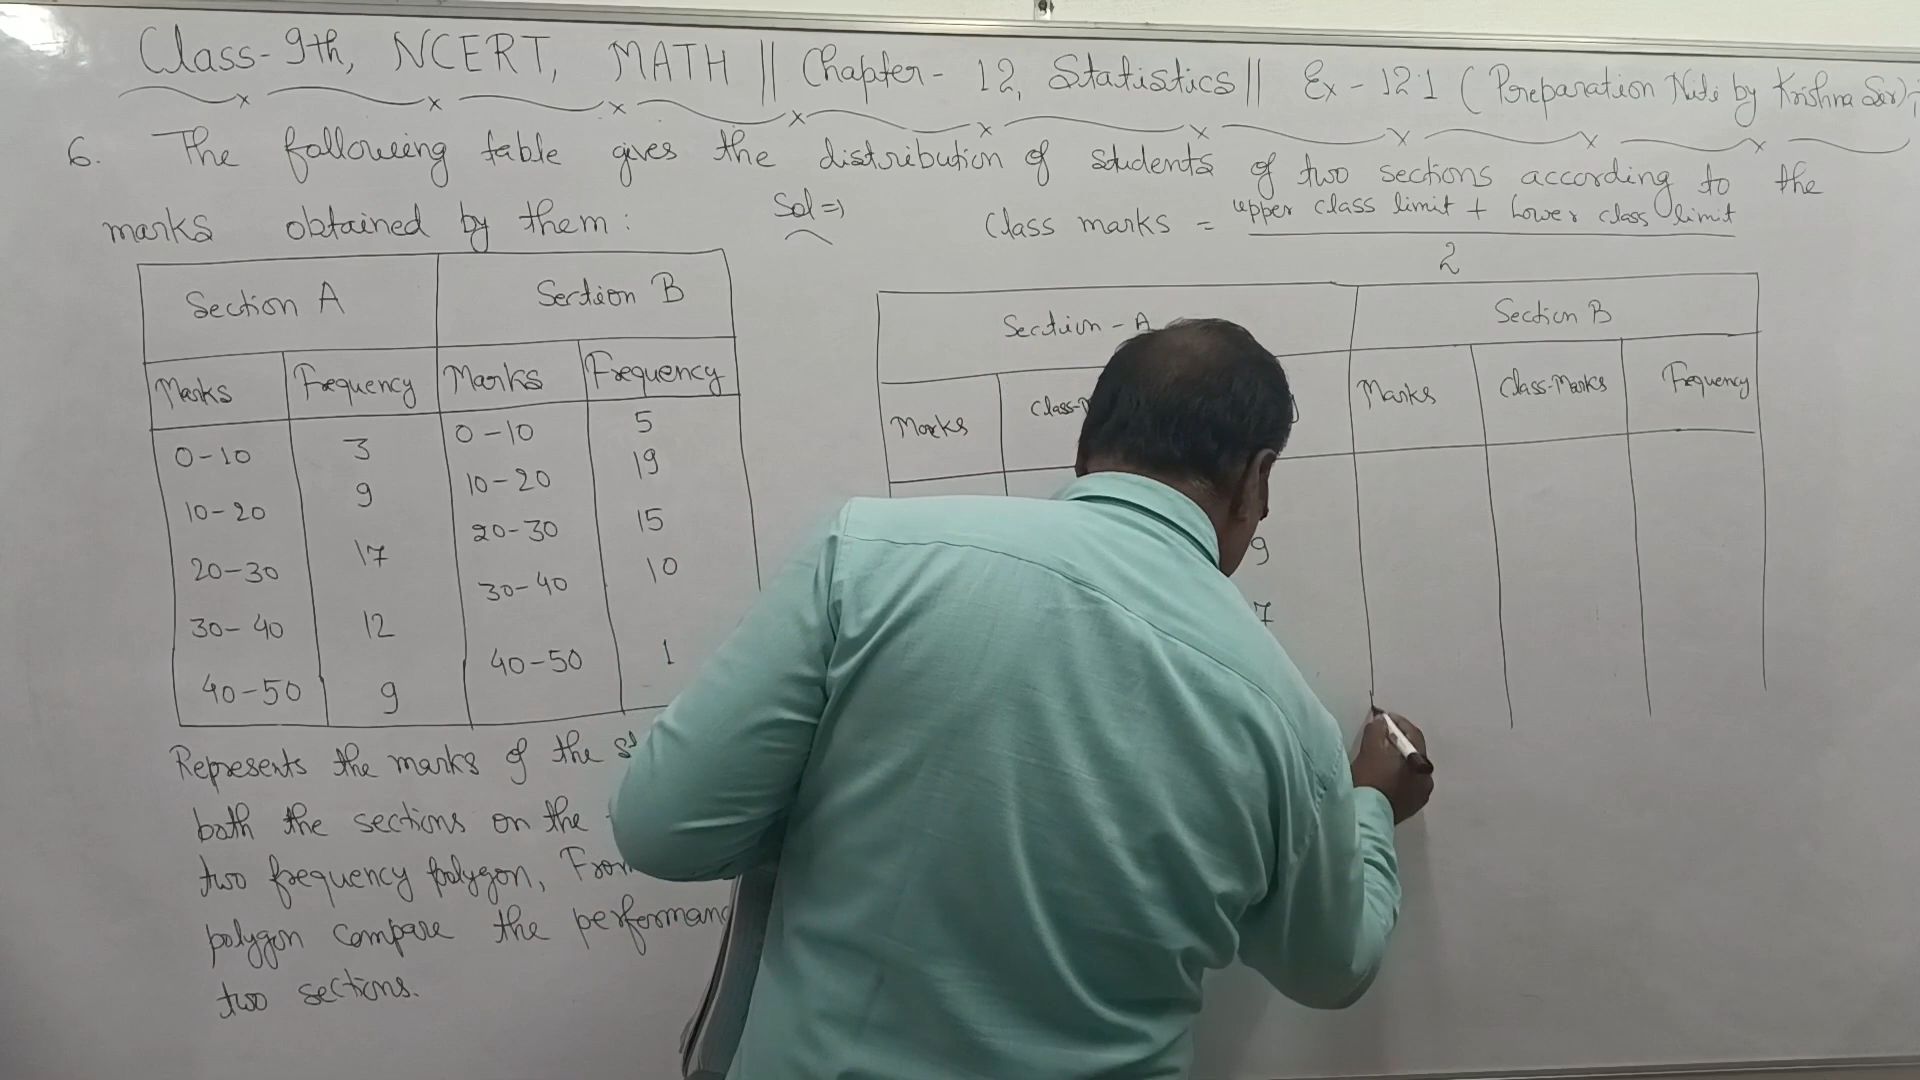 Class-9th, NCERT, MATH || Chapter- 12, Statistics || Ex-12.1 (Preparation Note by Krishna Sir)
6. The following table gives the distribution of students of two sections according to the
marks obtained by them:
Section A Section B
Marks Frequency Marks Frequency
0-10 3 0-10 5
10-20 9 10-20 19
20-30 17 20-30 15
30-40 12 30-40 10
40-50 9 40-50 1
Represents the marks of the
both the sections on the
two frequency polygon, From
polygon compare the
two sections.
Sol⇒
Class marks = upper class limit + Lower class limit
2
Section-A Section B
Marks Class- Marks Class-Marks Frequency
9
7